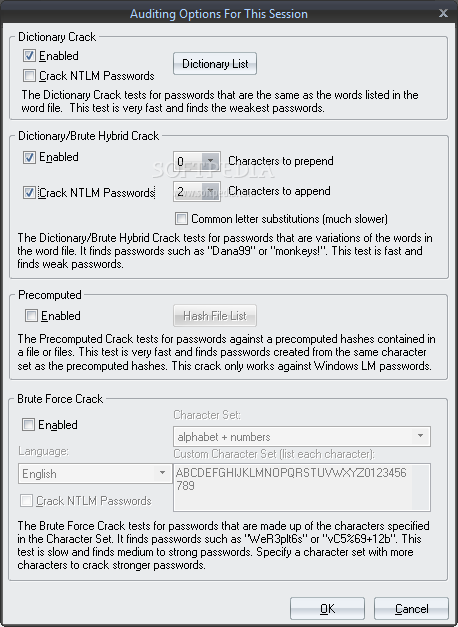 Auditing Options For This Session
Dictionary Crack
Enabled
Dictionary List
Crack NTLM Passwords
The Dictionary Crack tests for passwords that are the same as the words listed in the
word file. This test is very fast and finds the weakest passwords.
Dictionary/Brute Hybrid Crack
Enabled
0
Characters to prepend
SOFTPEDIA
Crack NTLM Passwords
2
Characters to append
Common letter substitutions (much slower)
The Dictionary/Brute Hybrid Crack tests for passwords that are variations of the words in
the word file. It finds passwords such as "Dana99" or "monkeys!". This test is fast and
finds weak passwords.
Precomputed
Enabled
Hash File List
The Precomputed Crack tests for passwords against a precomputed hashes contained in
a file or files. This test is very fast and finds passwords created from the same character
set as the precomputed hashes. This crack only works against Windows LM passwords.
Brute Force Crack
Enabled
Character Set:
alphabet + numbers
Language:
Custom Character Set (list each character):
English
ABCDEFGHIJKLMNOPQRSTUVWXYZ0123456
789
Crack NTLM Passwords
The Brute Force Crack tests for passwords that are made up of the characters specified
in the Character Set. It finds passwords such as "WeR3plt6s" or "vC5%69+12b". This
test is slow and finds medium to strong passwords. Specify a character set with more
characters to crack stronger passwords.
OK
Cancel